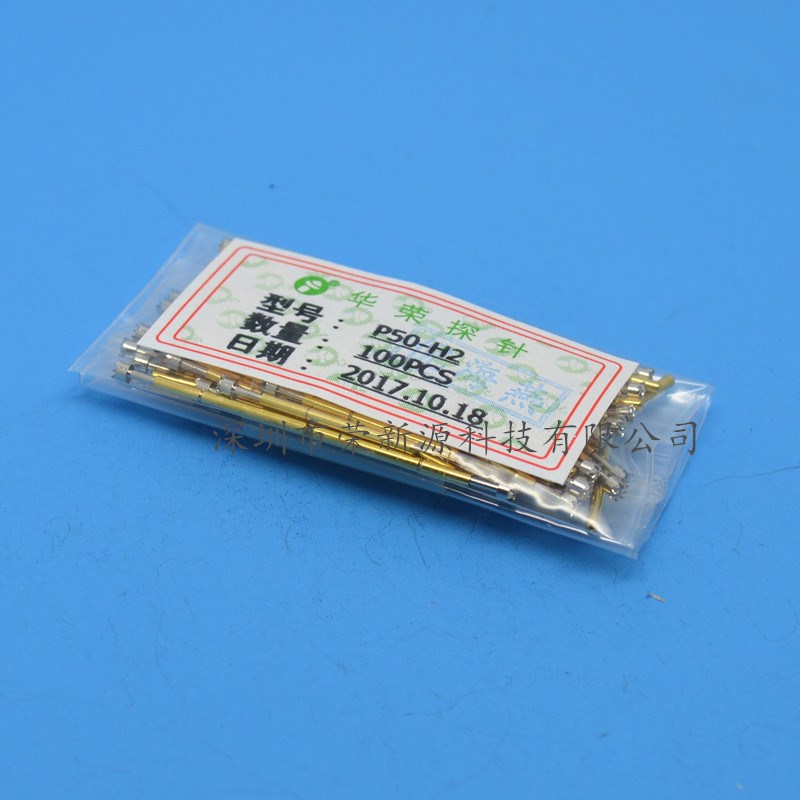 华荣探针
型号：P50-H2
数量：100PCS
日期：2017.10.18
深圳市荣新源科技有限公司